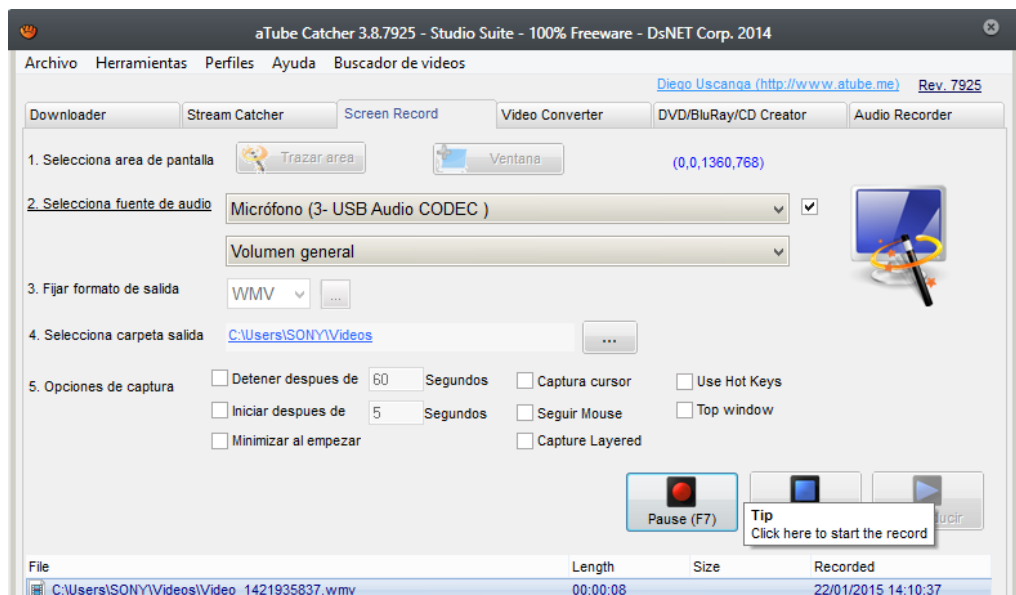 aTube Catcher 3.8.7925 - Studio Suite - 100% Freeware - DsNET Corp. 2014
Archivo Herramientas Perfiles Ayuda Buscador de videos
Diego Uscanga (http://www.atube.me) Rev. 7925
Downloader Stream Catcher Screen Record Video Converter DVD/BluRay/CD Creator Audio Recorder
1. Selecciona area de pantalla Trazar area Ventana (0,0,1360,768)
2. Selecciona fuente de audio Micrófono (3- USB Audio CODEC )
Volumen general
3. Fijar formato de salida WMV ...
4. Selecciona carpeta salida C:\Users\SONY\Videos ...
5. Opciones de captura Detener despues de 60 Segundos Captura cursor Use Hot Keys
Iniciar despues de 5 Segundos Seguir Mouse Top window
Minimizar al empezar Capture Layered
Pause (F7) Tip
Click here to start the record
File Length Size Recorded
C:\Users\SONY\Videos\Video_1421935837.wmv 00:00:08 22/01/2015 14:10:37